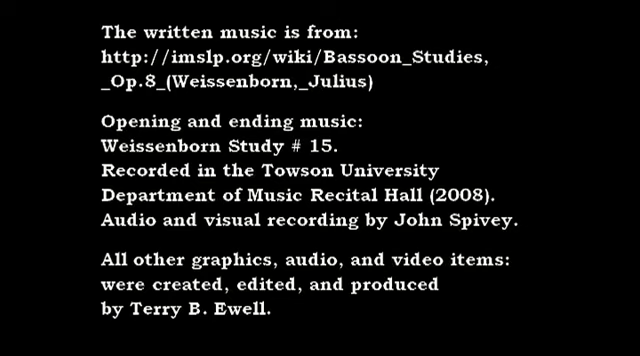 The written music is from:
http://imslp.org/wiki/Bassoon_Studies,
_Op.8_(Weissenborn,_Julius)
Opening and ending music:
Weissenborn Study # 15.
Recorded in the Towson University
Department of Music Recital Hall (2008).
Audio and visual recording by John Spivey.
All other graphics, audio, and video items:
were created, edited, and produced
by Terry B. Ewell.